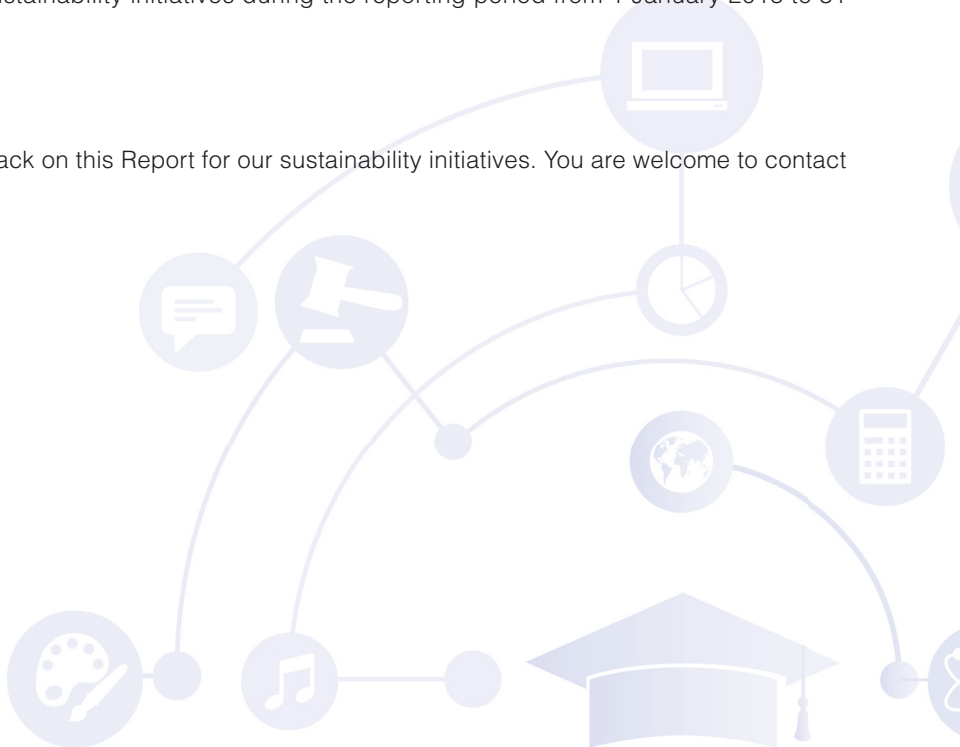 stainability initiatives during the reporting period from 1 January to 31
ack on this Report for our sustainability initiatives. You are welcome to contact